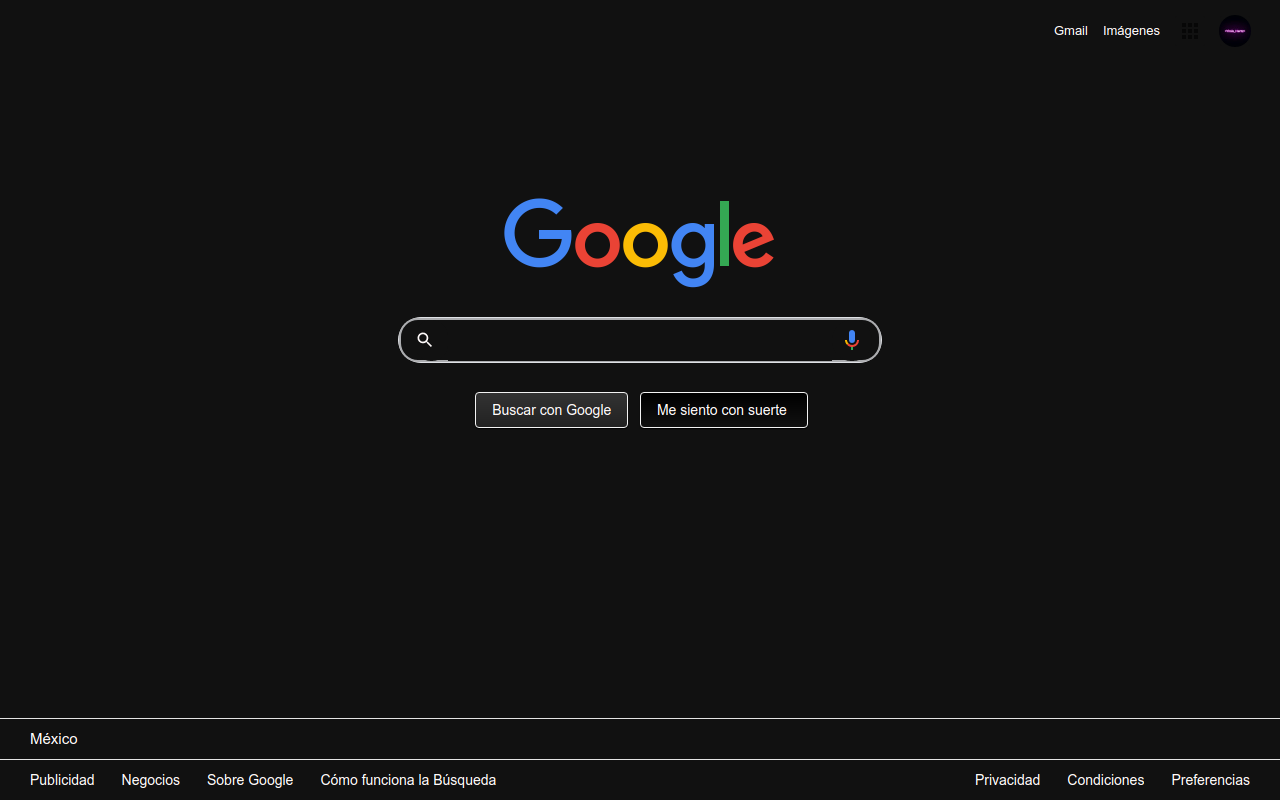 Gmail Imágenes
Google
Buscar con Google Me siento con suerte
México
Publicidad Negocios Sobre Google Cómo funciona la Búsqueda Privacidad Condiciones Preferencias